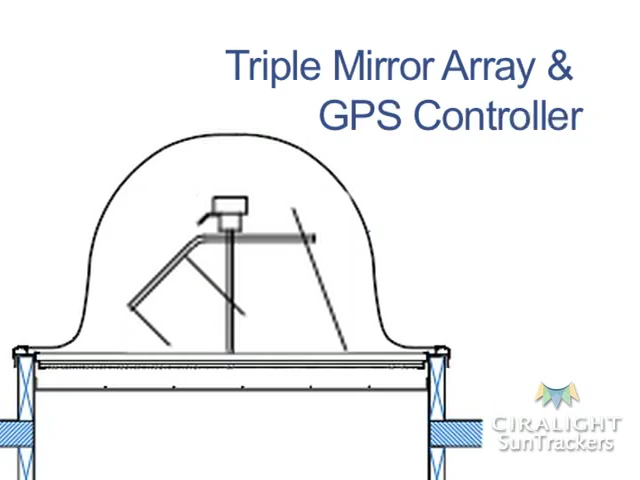 Triple Mirror Array &
GPS Controller
CIRALIGHT
SunTrackers